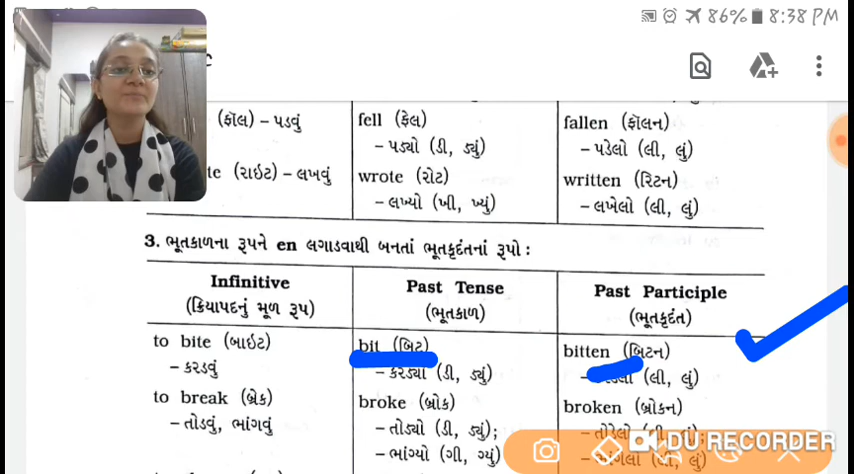 86% 8:38 PM
(ફૉલ) – પડવું fell (ફેલ) fallen (ફૉલન)
– પડ્યો (ડી, ડ્યું) – પડેલો (લી, લું)
te (રાઇટ) – લખવું wrote (રોટ) written (રિટન)
– લખ્યો (ખી, ખ્યું) – લખેલો (લી, લું)
3. ભૂતકાળના રૂપને en લગાડવાથી બનતાં ભૂતકૃદંતનાં રૂપો :
Infinitive Past Tense Past Participle
(ક્રિયાપદનું મૂળ રૂપ) (ભૂતકાળ) (ભૂતકૃદંત)
to bite (બાઇટ) bit (બિટ) bitten (બિટન)
– કરડવું – કરડ્યો (ડી, ડ્યું) (લી, લું)
to break (બ્રેક) broke (બ્રોક) broken (બ્રોકન)
– તોડવું, ભાંગવું – તોડ્યો (ડી, ડ્યું);
– ભાંગ્યો (ગી, ગ્યું)
DU RECORDER